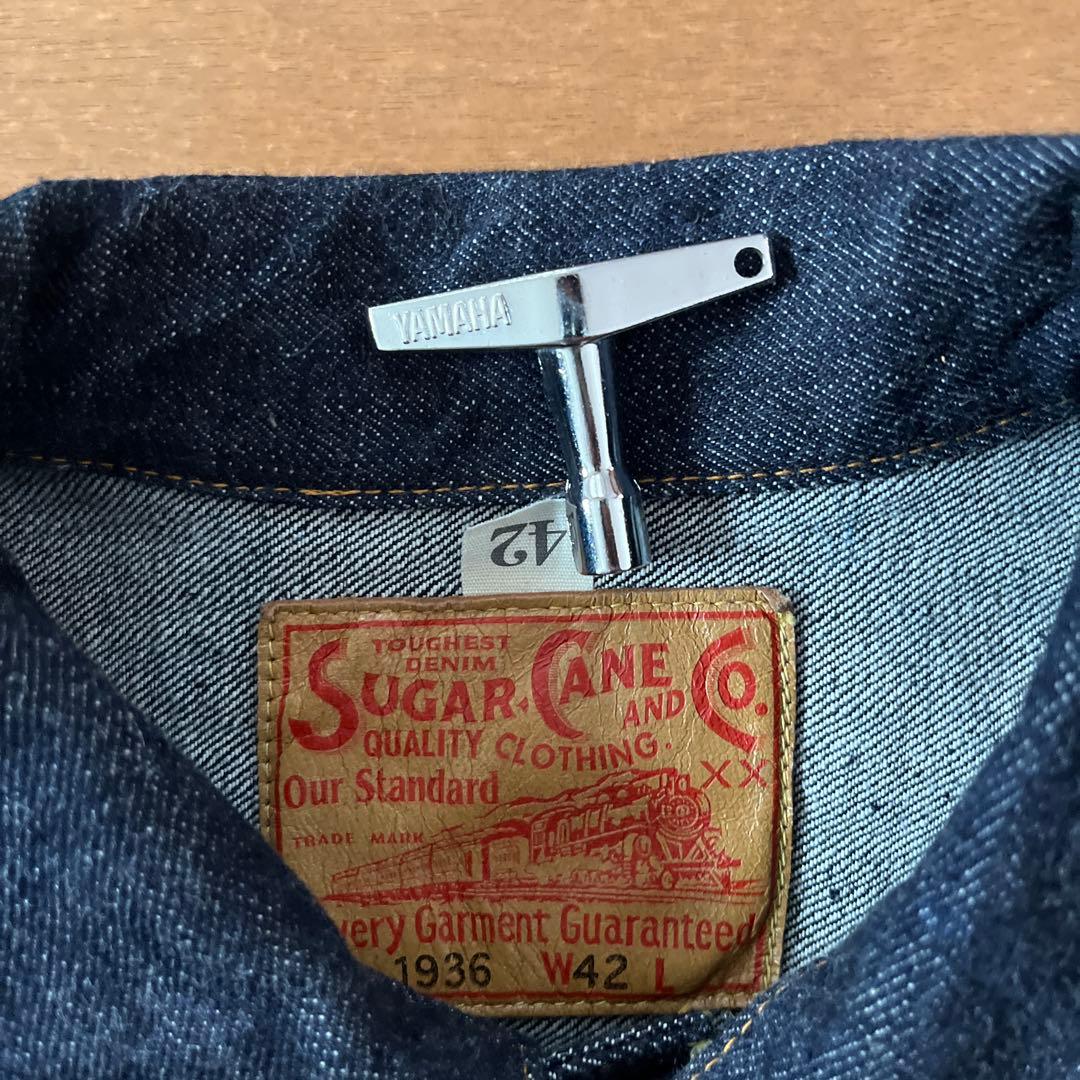 YAMAHA
42
TOUGHEST
DENIM
SUGAR CANE CO.
AND
QUALITY CLOTHING.
XX
Our Standard
TRADE MARK
very Garment Guaranteed
1936 W42 L